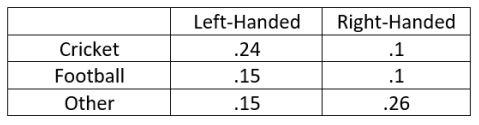 Left-Handed Right-Handed
Cricket .24 .1
Football .15 .1
Other .15 .26